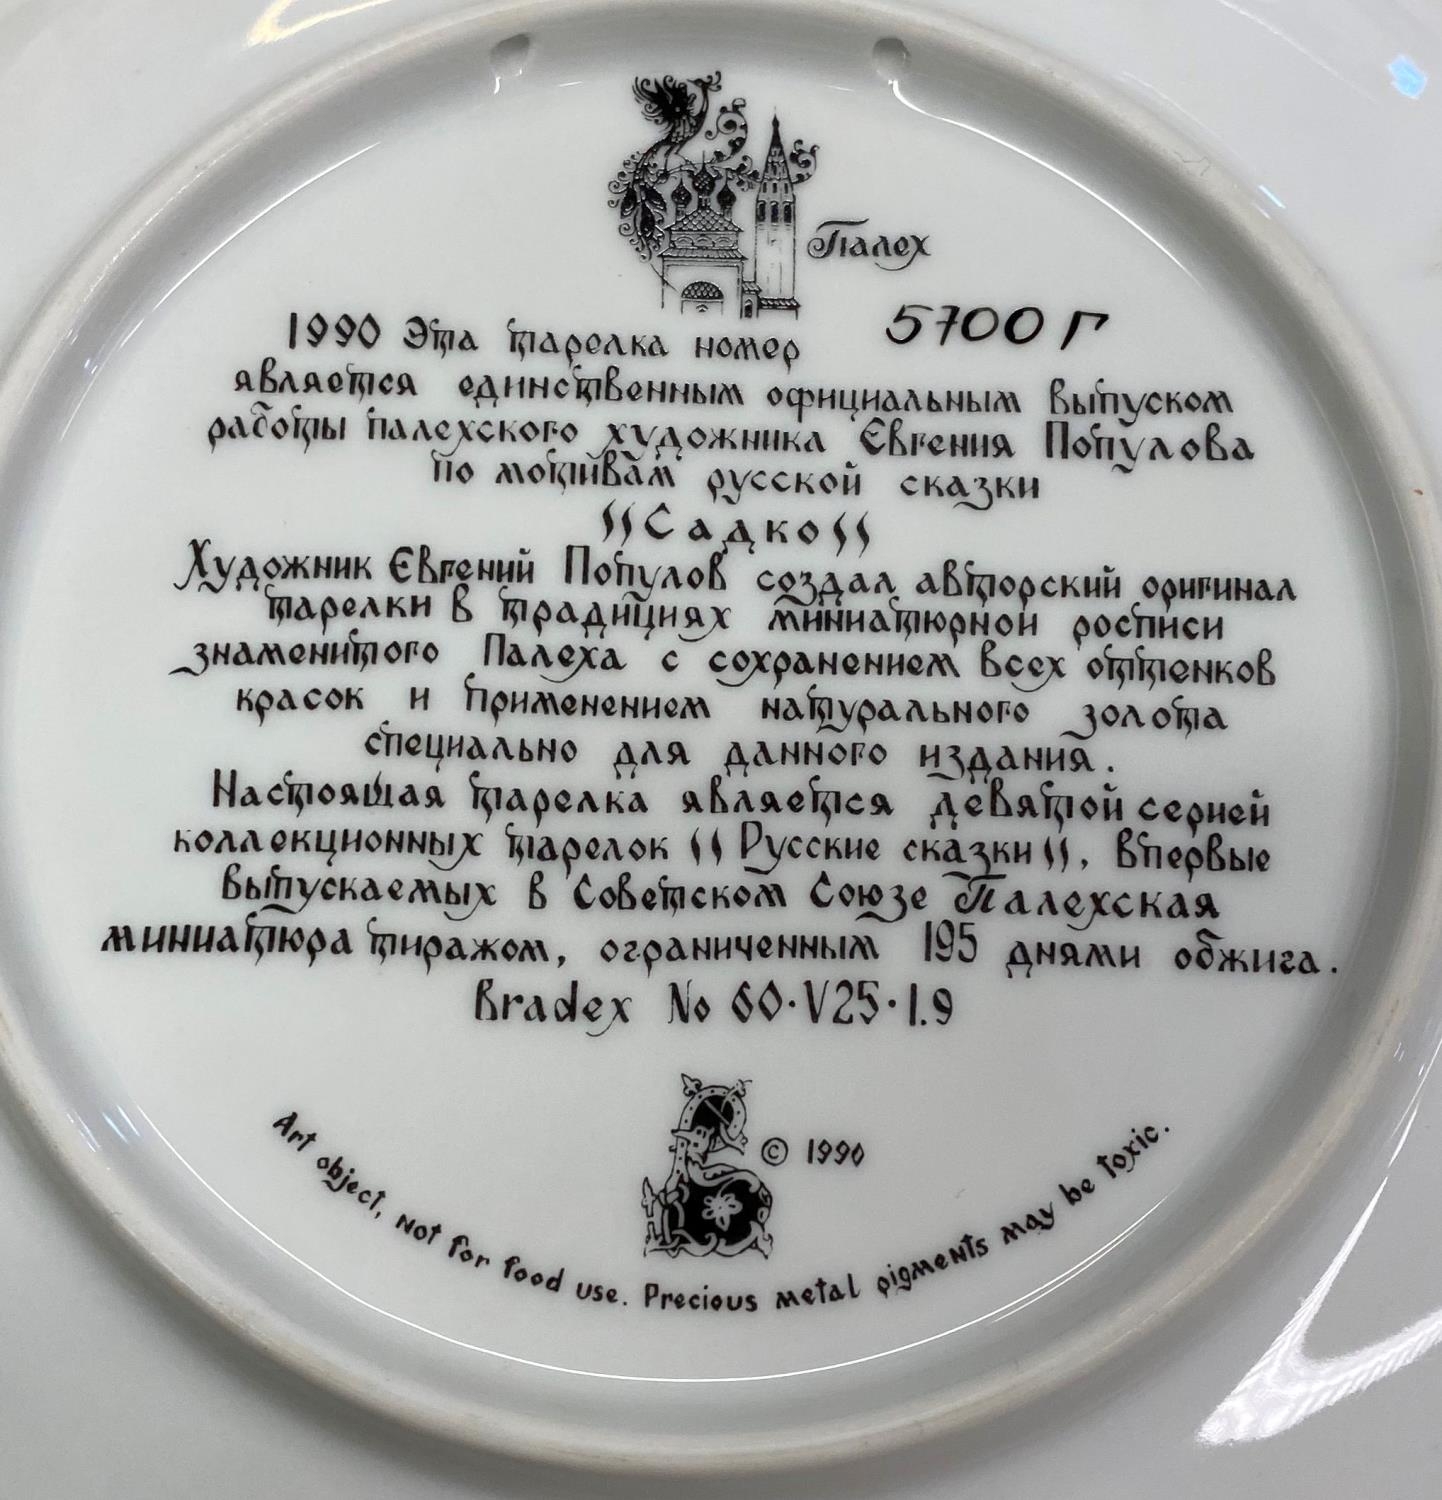 Палех
1990 Эта тарелка номер 5700 Г
является единственным официальным выпуском
работы палехского художника Евгения Популова
по мотивам русской сказки
"Садко"
Художник Евгений Популов создал авторский оригинал
тарелки в традициях миниатюрной росписи
знаменитого Палеха с сохранением всех оттенков
красок и применением натурального золота
специально для данного издания.
Настоящая тарелка является девятой серией
коллекционных тарелок "Русские сказки", впервые
выпускаемых в Советском Союзе Палехская
миниатюра тиражом, ограниченным 195 днями обжига.
Bradex No 60·V25·1.9
© 1990
Art object, not for food use. Precious metal pigments may be toxic.